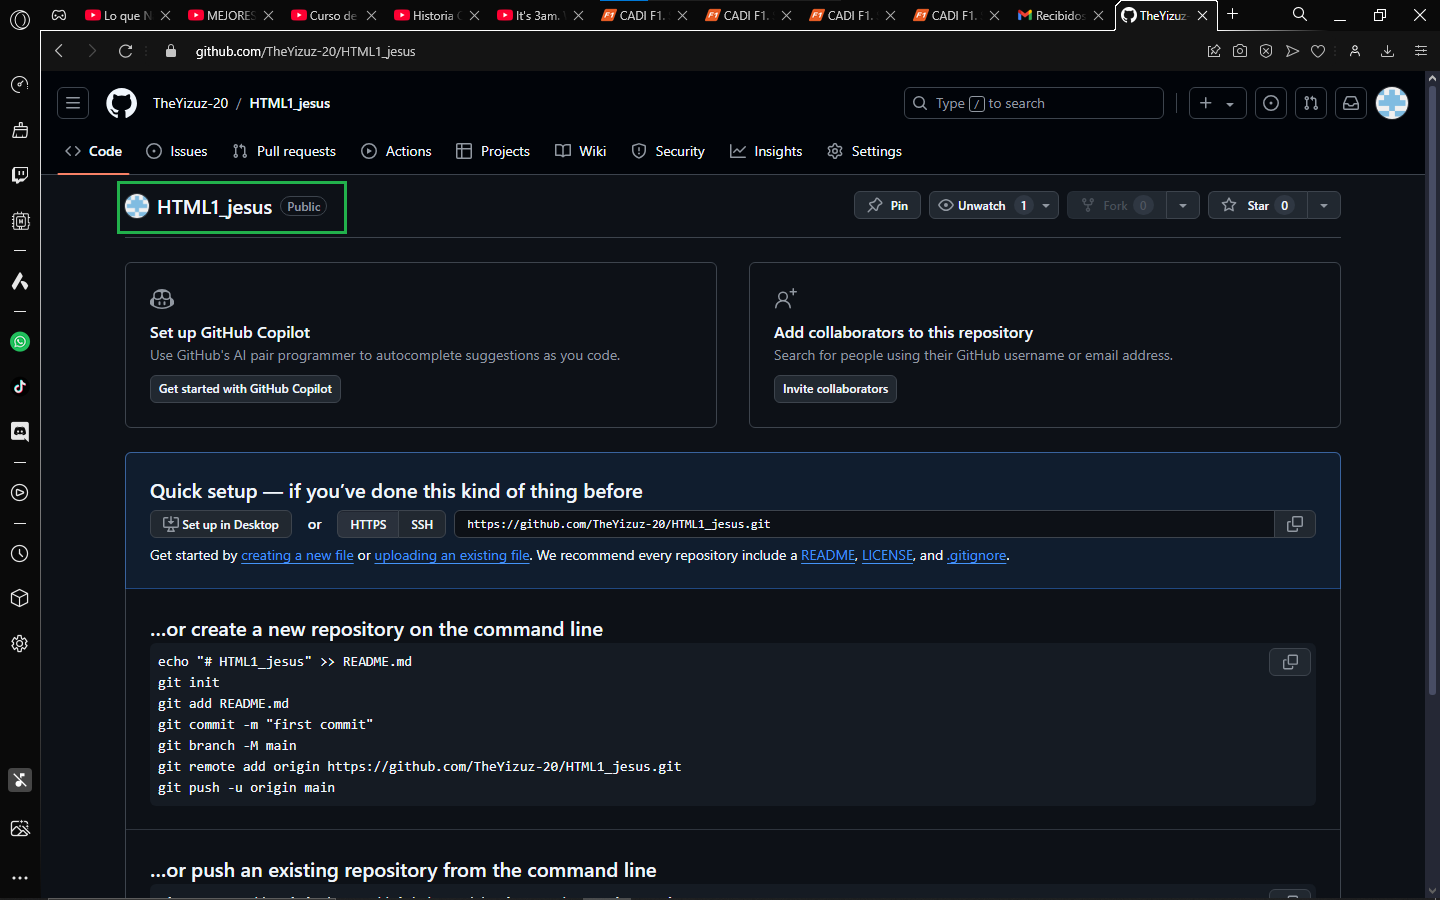 Lo que N
MEJORES
Curso de
Historia
It's 3am.
CADI F1.
CADI F1.
CADI F1.
CADI F1.
Recibidos
TheYizuz-
github.com/TheYizuz-20/HTML1_jesus
TheYizuz-20 / HTML1_jesus
Type / to search
Code
Issues
Pull requests
Actions
Projects
Wiki
Security
Insights
Settings
HTML1_jesus Public
Pin
Unwatch 1
Fork 0
Star 0
Set up GitHub Copilot
Use GitHub's AI pair programmer to autocomplete suggestions as you code.
Get started with GitHub Copilot
Add collaborators to this repository
Search for people using their GitHub username or email address.
Invite collaborators
Quick setup — if you’ve done this kind of thing before
Set up in Desktop or HTTPS SSH https://github.com/TheYizuz-20/HTML1_jesus.git
Get started by creating a new file or uploading an existing file. We recommend every repository include a README, LICENSE, and .gitignore.
…or create a new repository on the command line
echo "# HTML1_jesus" >> README.md
git init
git add README.md
git commit -m "first commit"
git branch -M main
git remote add origin https://github.com/TheYizuz-20/HTML1_jesus.git
git push -u origin main
…or push an existing repository from the command line